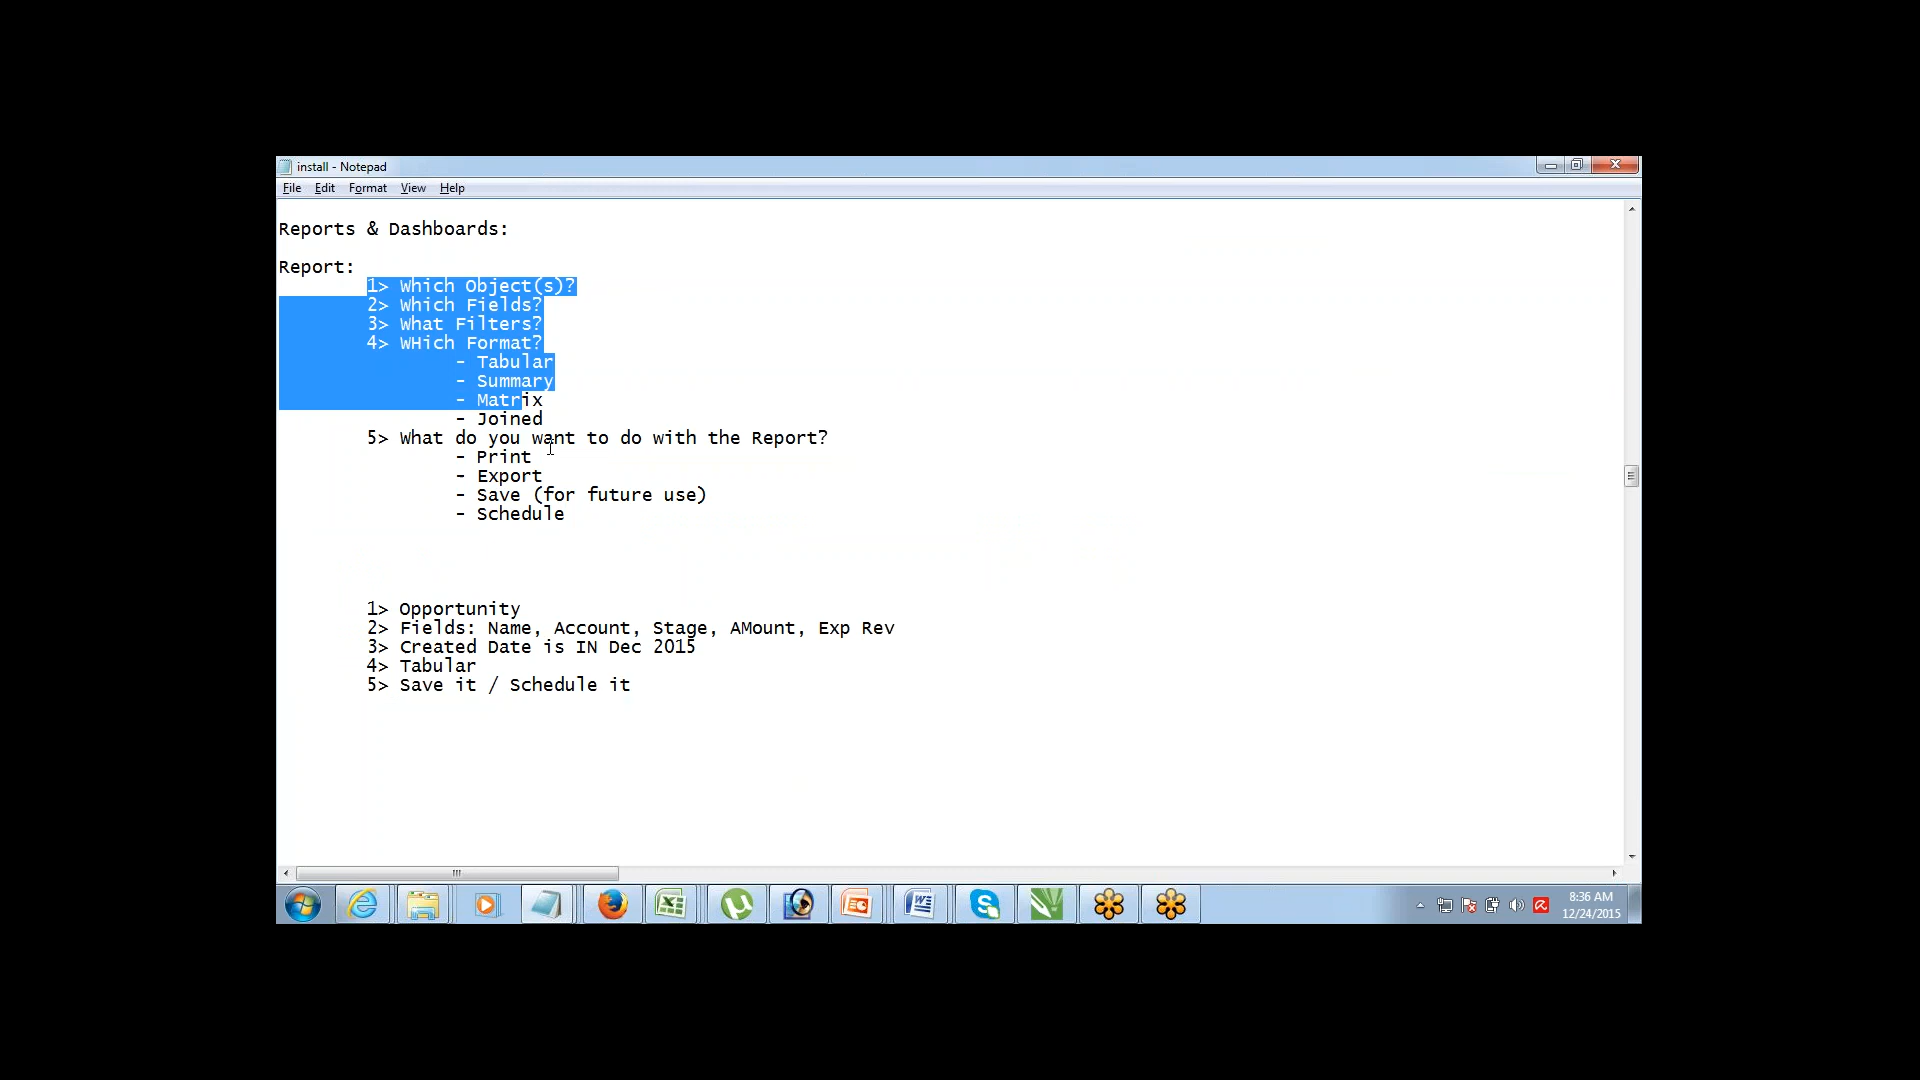 install - Notepad
File Edit Format View Help
Reports & Dashboards:
Report:
1> Which Object(s)?
2> Which Fields?
3> What Filters?
4> WHich Format?
- Tabular
- Summary
- Matrix
- Joined
5> What do you want to do with the Report?
- Print
- Export
- Save (for future use)
- Schedule
1> Opportunity
2> Fields: Name, Account, Stage, AMount, Exp Rev
3> Created Date is IN Dec 2015
4> Tabular
5> Save it / Schedule it
8:36 AM
12/24/2015